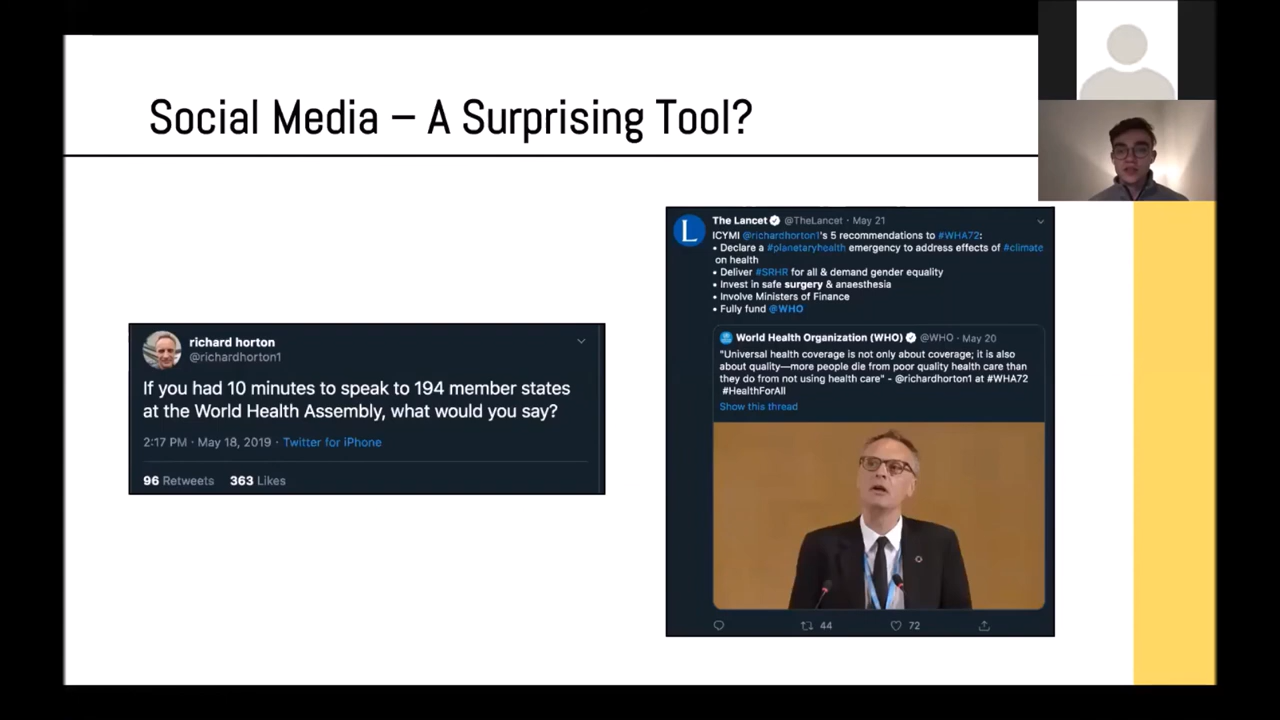 Social Media – A Surprising Tool?
richard horton
@richardhorton1
If you had 10 minutes to speak to 194 member states
at the World Health Assembly, what would you say?
2:17 PM · May 18, 2019 · Twitter for iPhone
96 Retweets 363 Likes
L
The Lancet @TheLancet · May 21
ICYMI @richardhorton1's 5 recommendations to #WHA72:
• Declare a #planetaryhealth emergency to address effects of #climate
on health
• Deliver #SRHR for all & demand gender equality
• Invest in safe surgery & anaesthesia
• Involve Ministers of Finance
• Fully fund @WHO
World Health Organization (WHO) @WHO · May 20
"Universal health coverage is not only about coverage; it is also
about quality—more people die from poor quality health care than
they do from not using health care" - @richardhorton1 at #WHA72
#HealthForAll
Show this thread
44 72